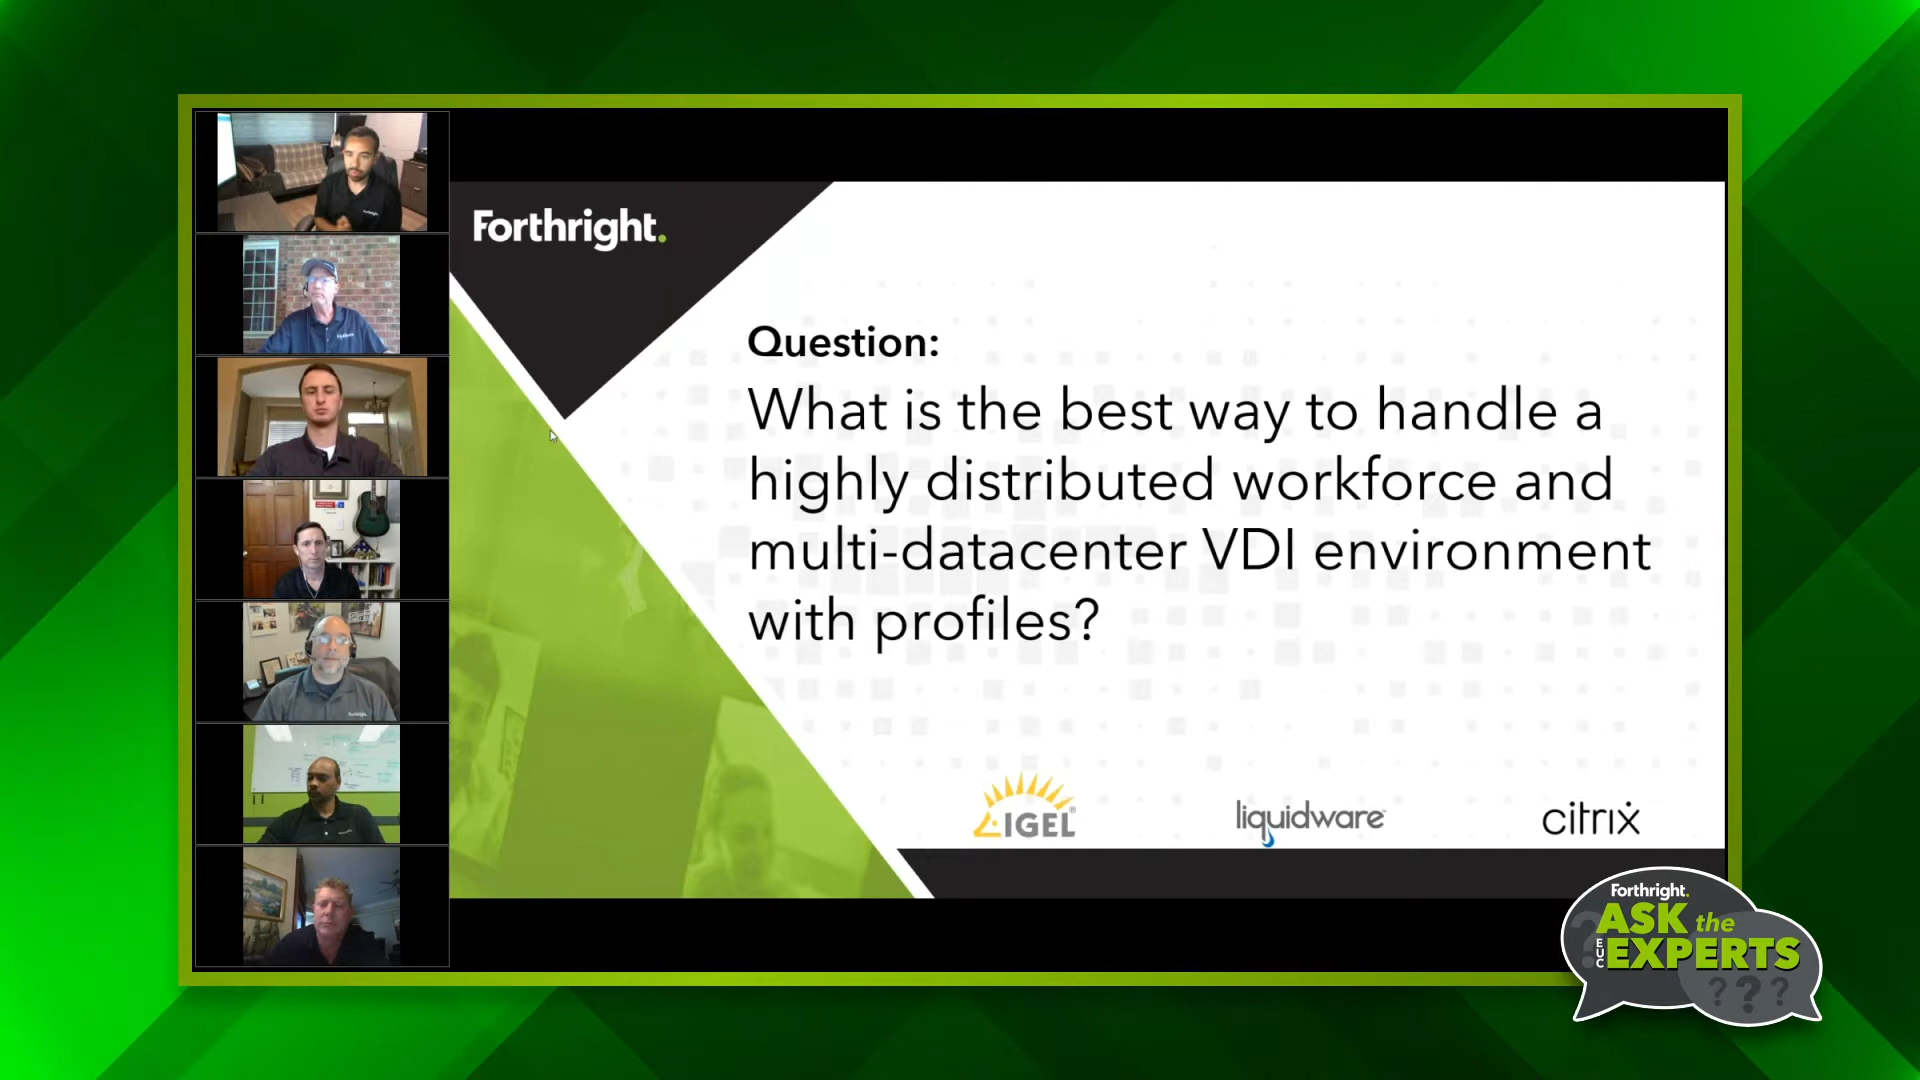 Forthright.
Question:
What is the best way to handle a
highly distributed workforce and
multi-datacenter VDI environment
with profiles?
IGEL®
liquidware
citrix
Forthright.
ASK the
EUC EXPERTS
? ? ?